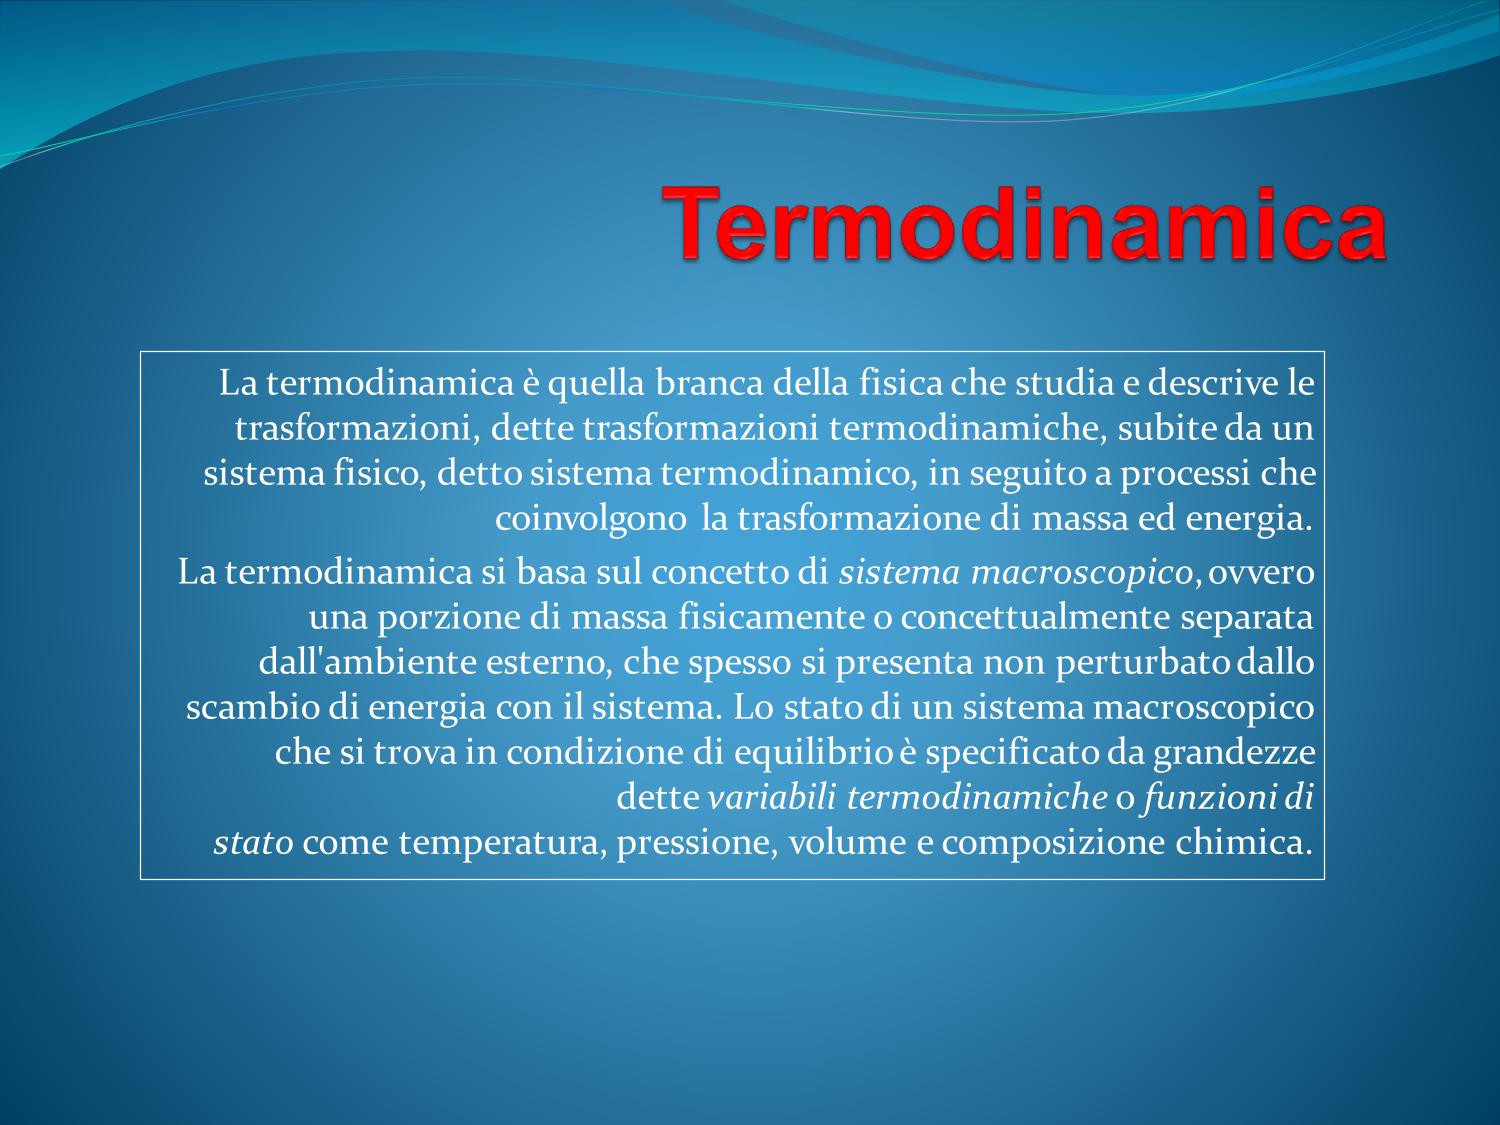 Termodinamica
La termodinamica è quella branca della fisica che studia e descrive le
trasformazioni, dette trasformazioni termodinamiche, subite da un
sistema fisico, detto sistema termodinamico, in seguito a processi che
coinvolgono la trasformazione di massa ed energia.
La termodinamica si basa sul concetto di sistema macroscopico, ovvero
una porzione di massa fisicamente o concettualmente separata
dall'ambiente esterno, che spesso si presenta non perturbato dallo
scambio di energia con il sistema. Lo stato di un sistema macroscopico
che si trova in condizione di equilibrio è specificato da grandezze
dette variabili termodinamiche o funzioni di
stato come temperatura, pressione, volume e composizione chimica.